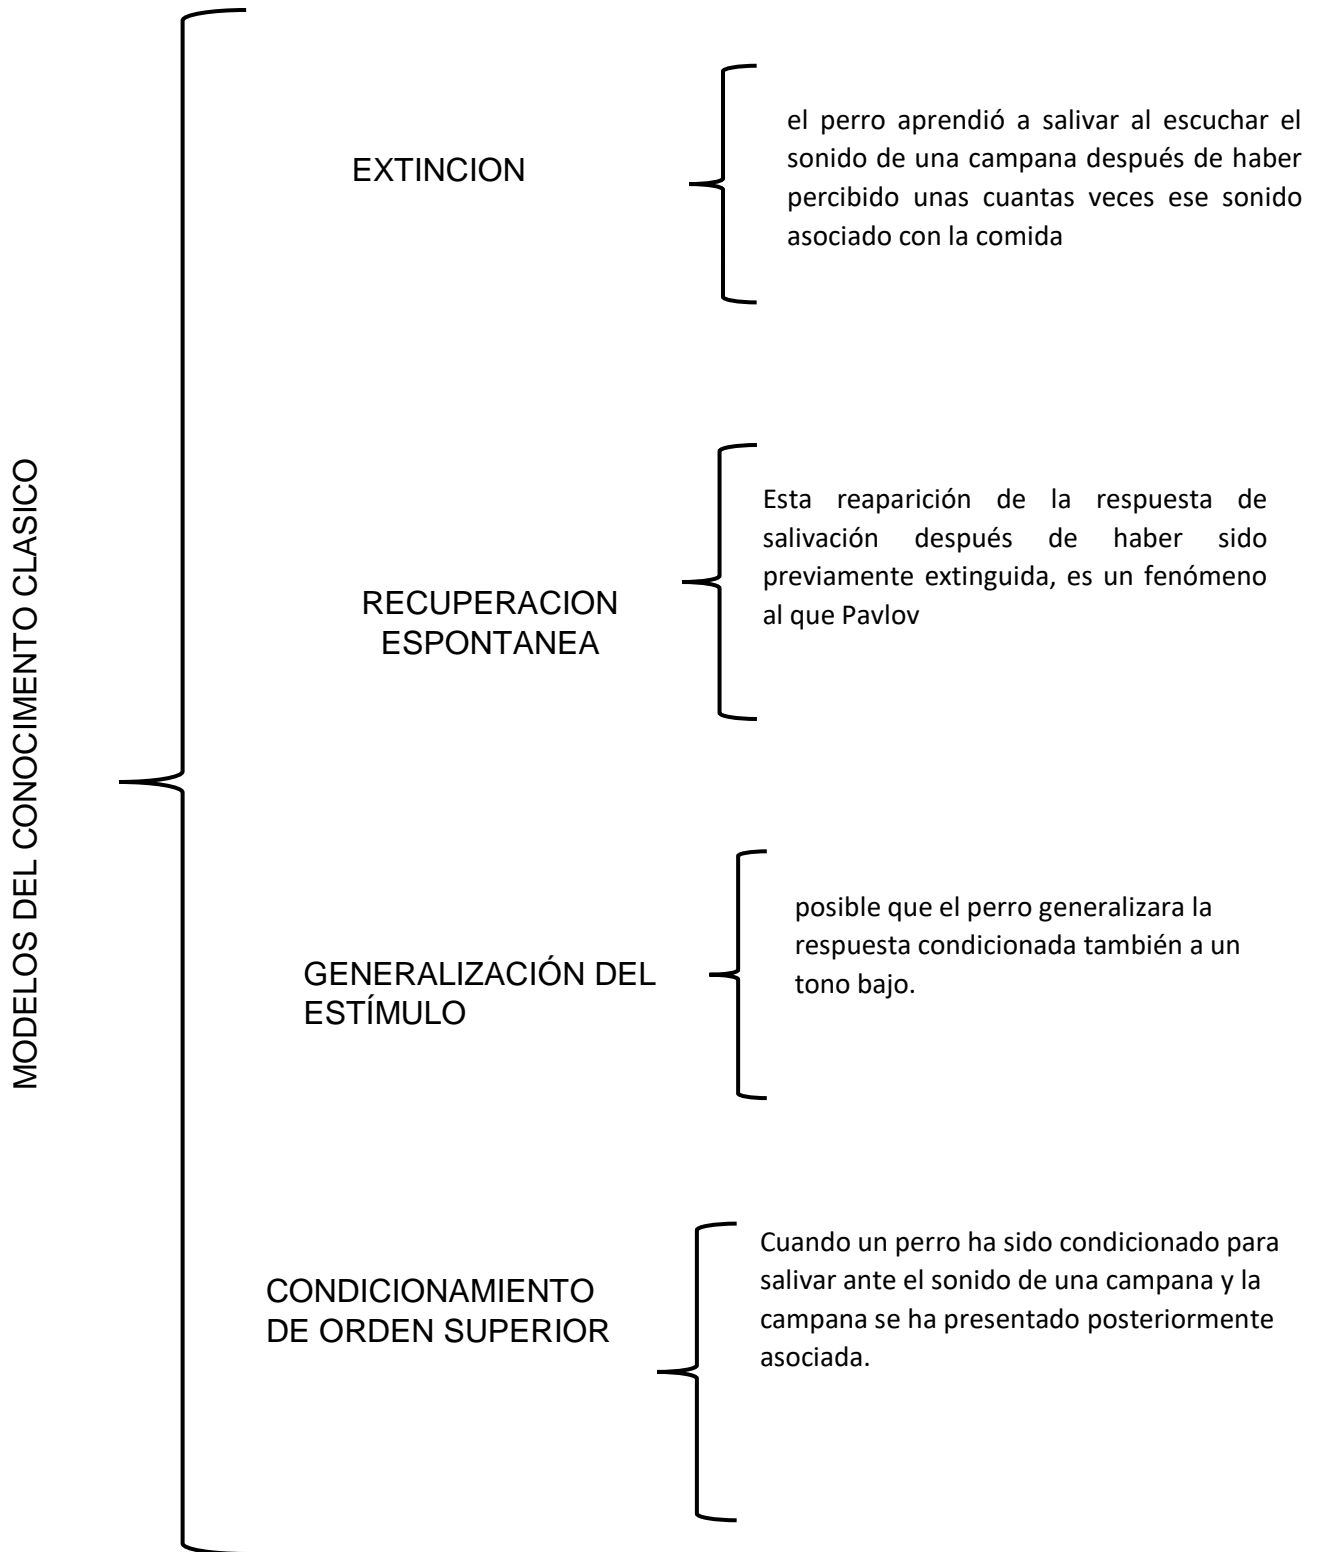 MODELOS DEL CONOCIMENTO CLASICO
EXTINCION
el perro aprendió a salivar al escuchar el
sonido de una campana después de haber
percibido unas cuantas veces ese sonido
asociado con la comida
RECUPERACION
ESPONTANEA
Esta reaparición de la respuesta de
salivación después de haber sido
previamente extinguida, es un fenómeno
al que Pavlov
GENERALIZACIÓN DEL
ESTÍMULO
posible que el perro generalizara la
respuesta condicionada también a un
tono bajo.
CONDICIONAMIENTO
DE ORDEN SUPERIOR
Cuando un perro ha sido condicionado para
salivar ante el sonido de una campana y la
campana se ha presentado posteriormente
asociada.